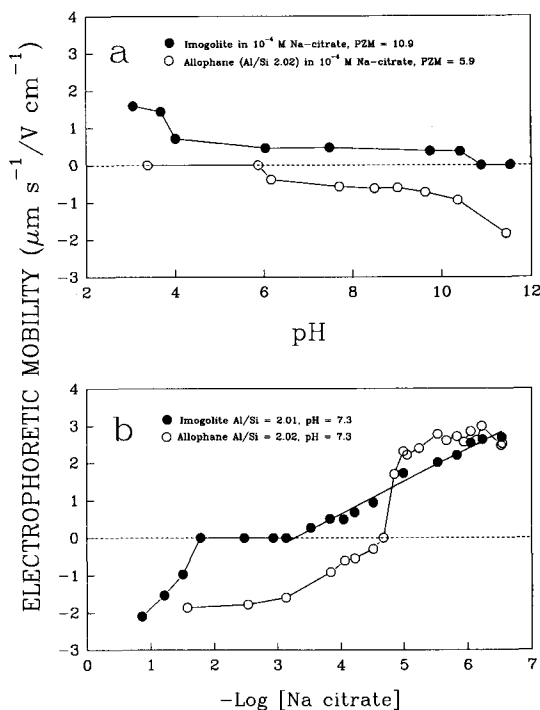 ELECTROPHORETIC MOBILITY (μm s⁻¹/V cm⁻¹)
a
● Imogolite in 10⁻⁴ M Na-citrate, PZM = 10.9
○ Allophane (Al/Si 2.02) in 10⁻⁴ M Na-citrate, PZM = 5.9
4
3
2
1
0
-1
-2
-3
2 4 6 8 10 12
pH
b
● Imogolite Al/Si = 2.01, pH = 7.3
○ Allophane Al/Si = 2.02, pH = 7.3
4
3
2
1
0
-1
-2
-3
0 1 2 3 4 5 6 7
-Log [Na citrate]